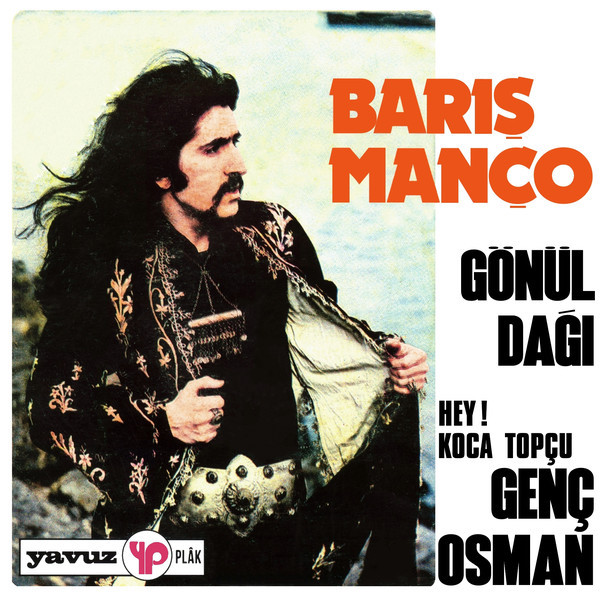 BARIŞ
MANÇO
GÖNÜL
DAĞI
HEY!
KOCA TOPÇU
GENÇ
OSMAN
yavuz YP PLÂK